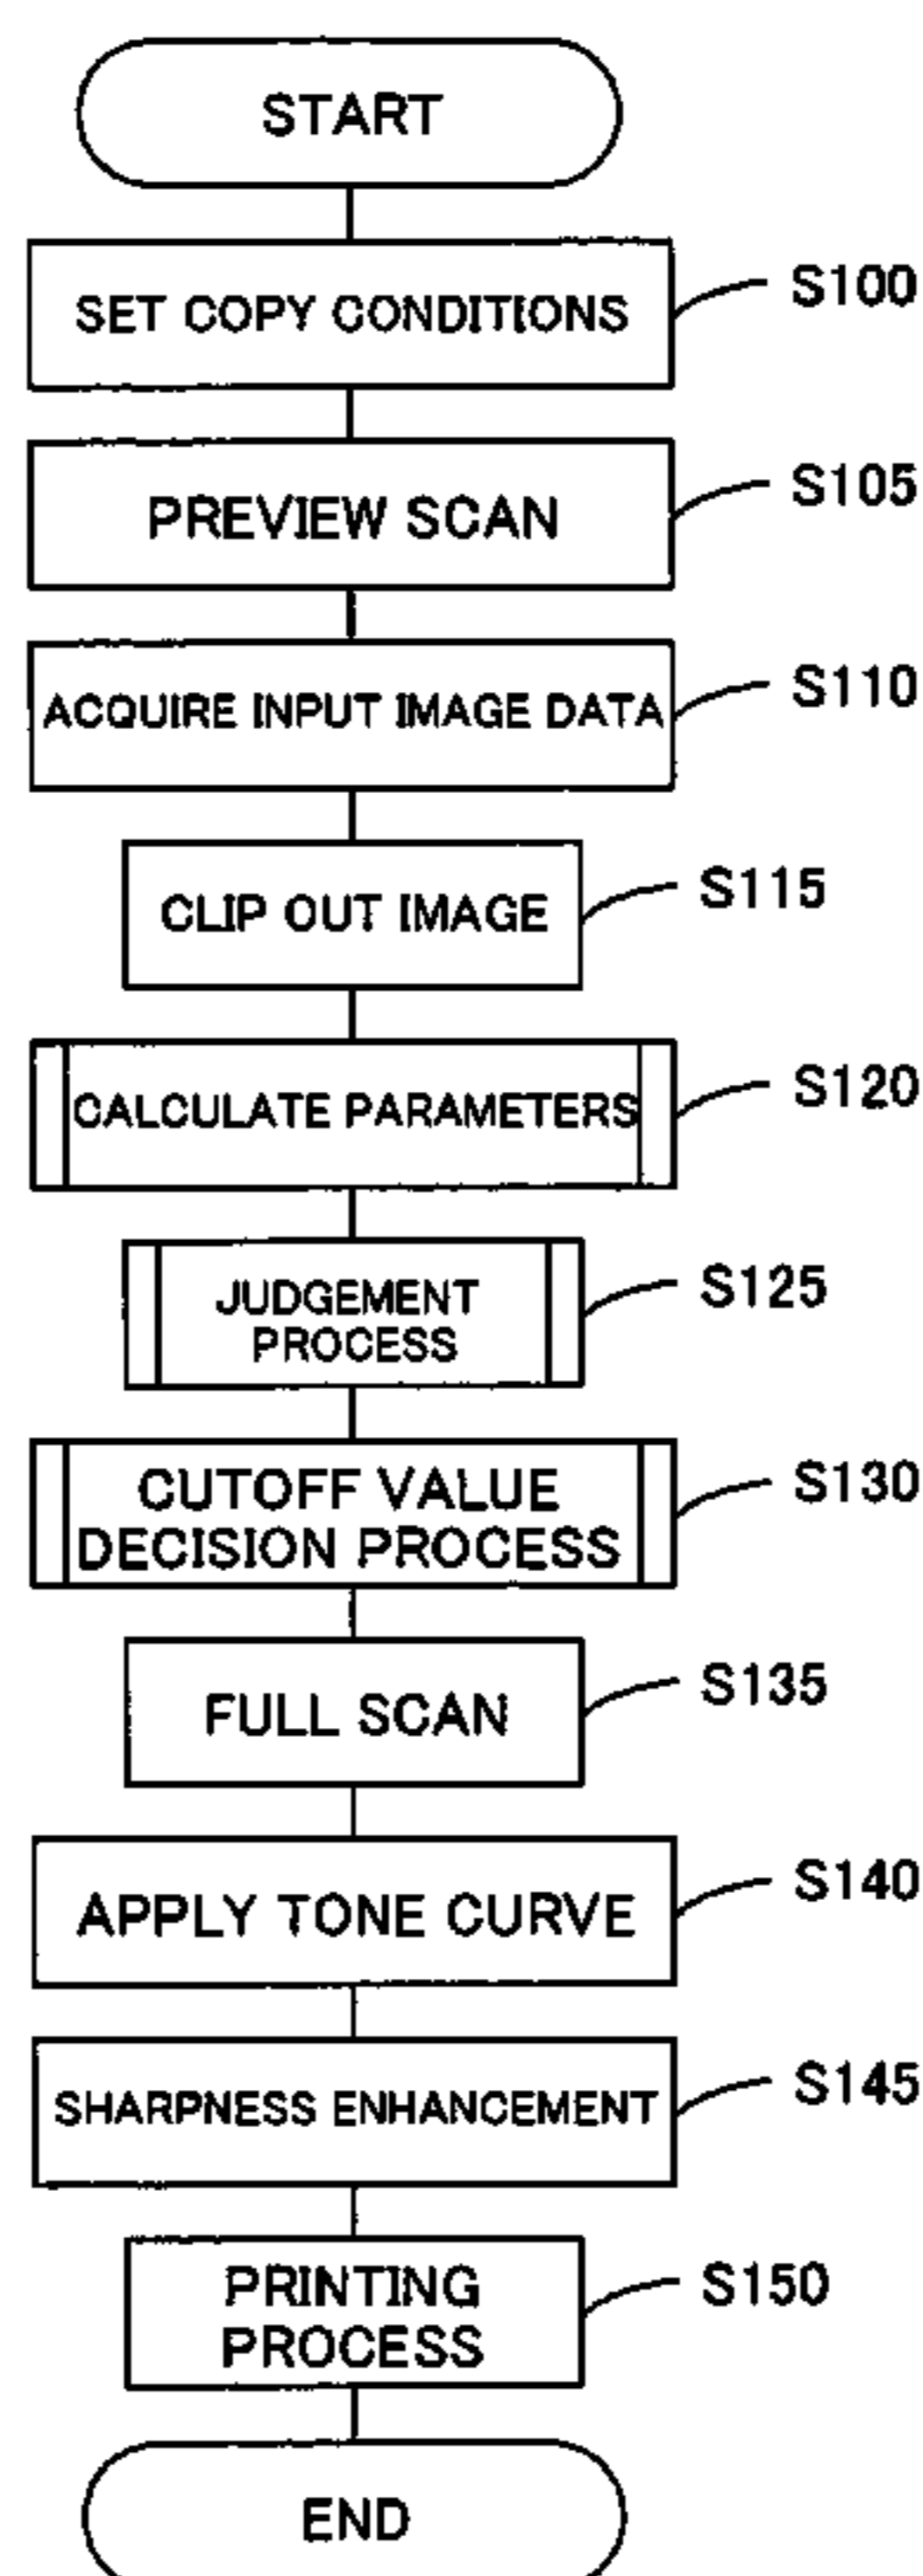 START
SET COPY CONDITIONS
S100
PREVIEW SCAN
S105
ACQUIRE INPUT IMAGE DATA
S110
CLIP OUT IMAGE
S115
CALCULATE PARAMETERS
S120
JUDGEMENT
PROCESS
S125
CUTOFF VALUE
DECISION PROCESS
S130
FULL SCAN
S135
APPLY TONE CURVE
S140
SHARPNESS ENHANCEMENT
S145
PRINTING
PROCESS
S150
END